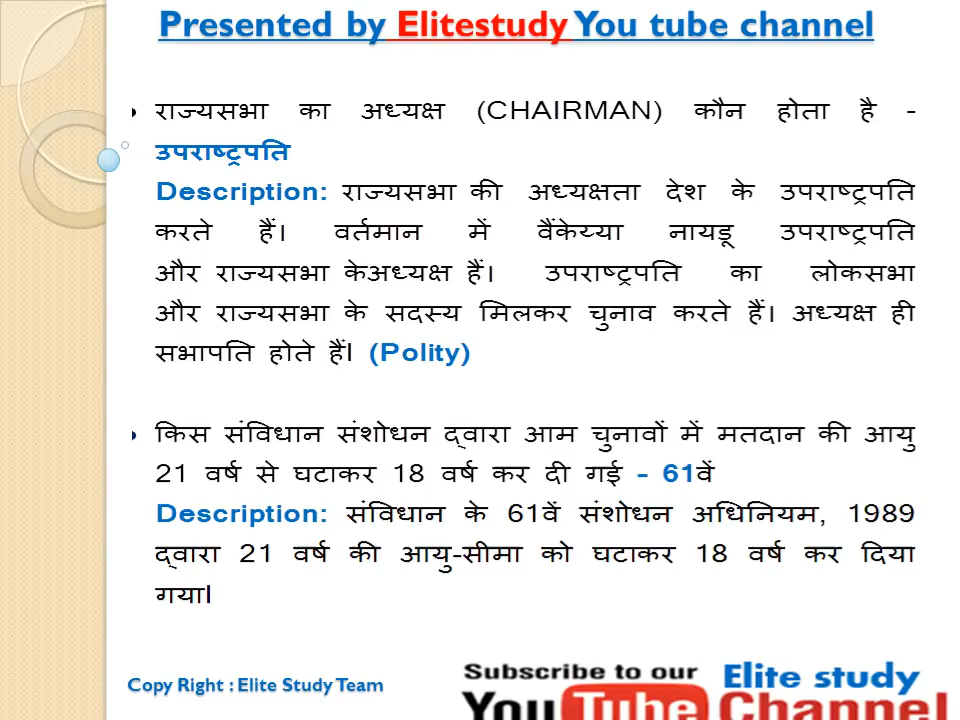 Presented by Elitestudy You tube channel
• राज्यसभा का अध्यक्ष (CHAIRMAN) कौन होता है -
उपराष्ट्रपति
Description: राज्यसभा की अध्यक्षता देश के उपराष्ट्रपति
करते हैं। वर्तमान में वैंकेय्या नायडू उपराष्ट्रपति
और राज्यसभा केअध्यक्ष हैं। उपराष्ट्रपति का लोकसभा
और राज्यसभा के सदस्य मिलकर चुनाव करते हैं। अध्यक्ष ही
सभापति होते हैंl (Polity)
• किस संविधान संशोधन द्वारा आम चुनावों में मतदान की आयु
21 वर्ष से घटाकर 18 वर्ष कर दी गई – 61वें
Description: संविधान के 61वें संशोधन अधिनियम, 1989
द्वारा 21 वर्ष की आयु-सीमा को घटाकर 18 वर्ष कर दिया
गयाl
Copy Right : Elite Study Team
Subscribe to our Elite study
YouTube Channel